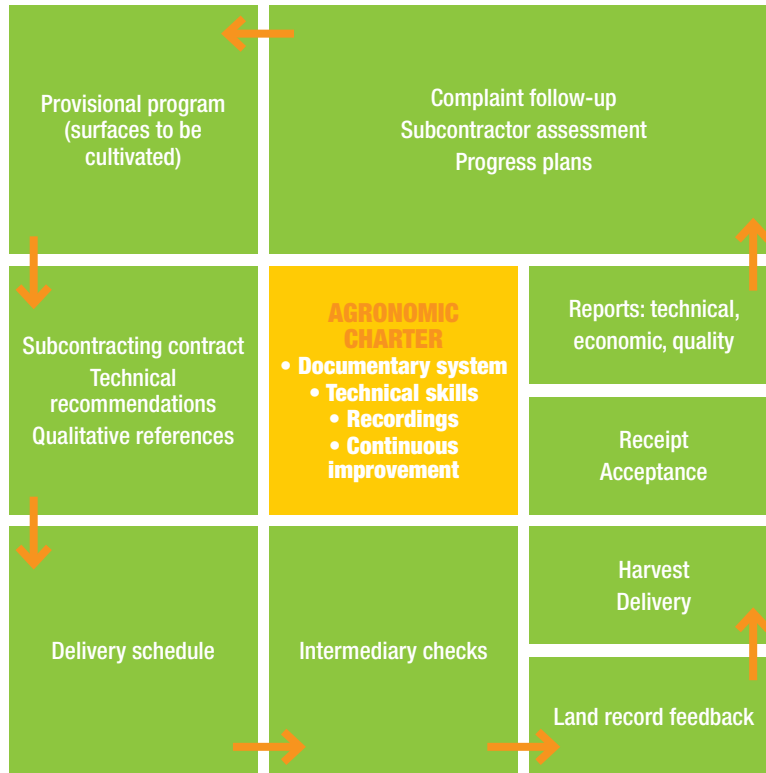 Provisional program
(surfaces to be
cultivated)
Complaint follow-up
Subcontractor assessment
Progress plans
Subcontracting contract
Technical
recommendations
Qualitative references
AGRONOMIC
CHARTER
• Documentary system
• Technical skills
• Recordings
• Continuous
improvement
Reports: technical,
economic, quality
Receipt
Acceptance
Harvest
Delivery
Delivery schedule
Intermediary checks
Land record feedback